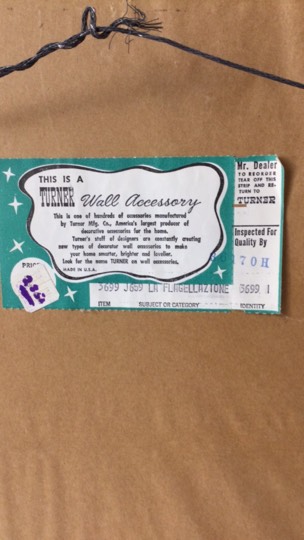 THIS IS A
TURNER Wall Accessory
This is one of hundreds of accessories manufactured
by Turner Mfg. Co., America's largest producer of
decorative accessories for the home.
Turner's staff of designers are constantly creating
new types of decorator wall accessories to make
your home smarter, brighter and lovelier.
Look for the name TURNER on wall accessories.
MADE IN U.S.A.
PRICE
3699 J869 LA FLAGELLAZIONE 3699
ITEM SUBJECT OR CATEGORY IDENTITY
Mr. Dealer
TO REORDER
TEAR OFF THIS
STRIP AND RE-
TURN TO
TURNER
Inspected For
Quality By
70H